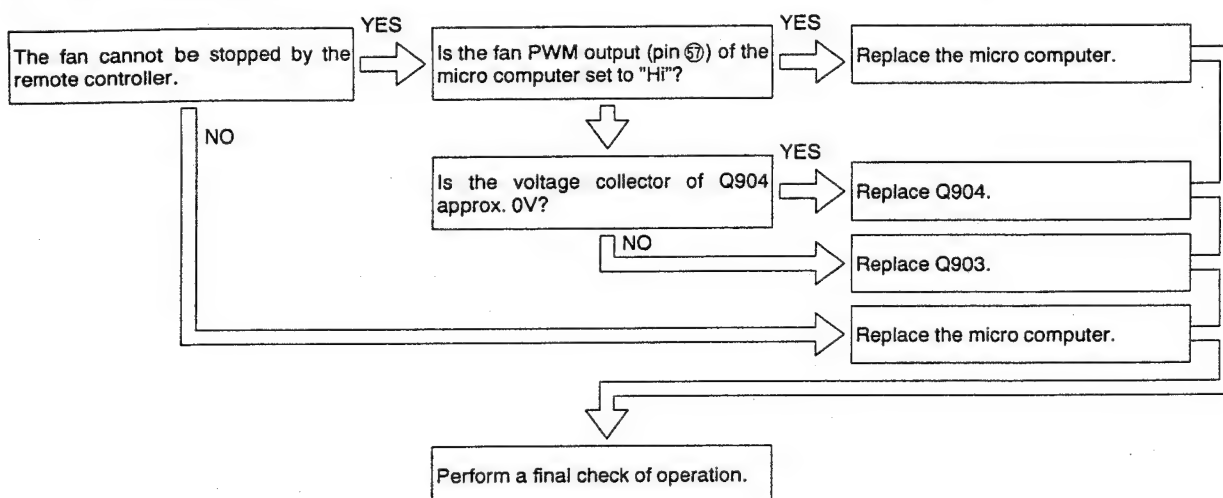 YES
YES
The fan cannot be stopped by the
remote controller.
Is the fan PWM output (pin 57) of the
micro computer set to "Hi"?
Replace the micro computer.
NO
YES
Is the voltage collector of Q904
approx. 0V?
Replace Q904.
NO
Replace Q903.
Replace the micro computer.
Perform a final check of operation.